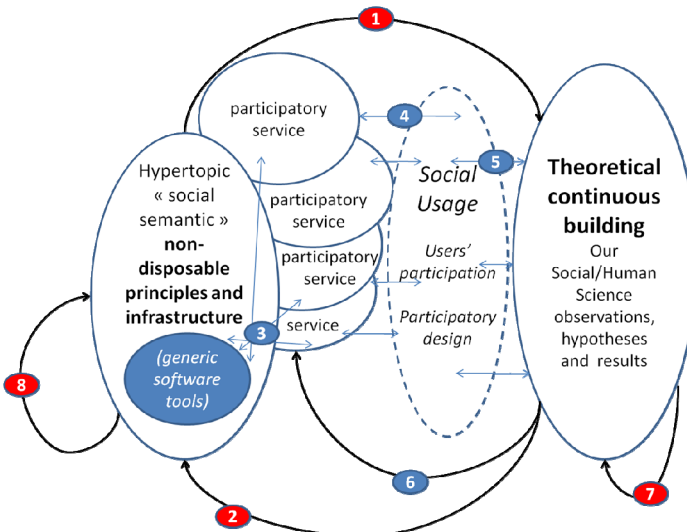 1
participatory
service
4
Hypertopic
« social
semantic »
non-
disposable
principles and
infrastructure
(generic
software
tools)
participatory
service
participatory
service
service
3
Social
Usage
Users’
participation
Participatory
design
5
Theoretical
continuous
building
Our
Social/Human
Science
observations,
hypotheses
and results
8
6
7
2